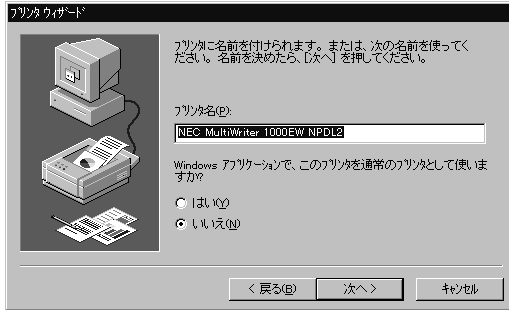 プリンタ ウィザード
プリンタに名前を付けられます。または、次の名前を使ってく
ださい。名前を決めたら、[次へ] を押してください。
プリンタ名(P):
NEC MultiWriter 1000EW NPDL2
Windows アプリケーションで、このプリンタを通常のプリンタとして使いま
すか?
はい(Y)
いいえ(N)
< 戻る(B)
次へ >
キャンセル